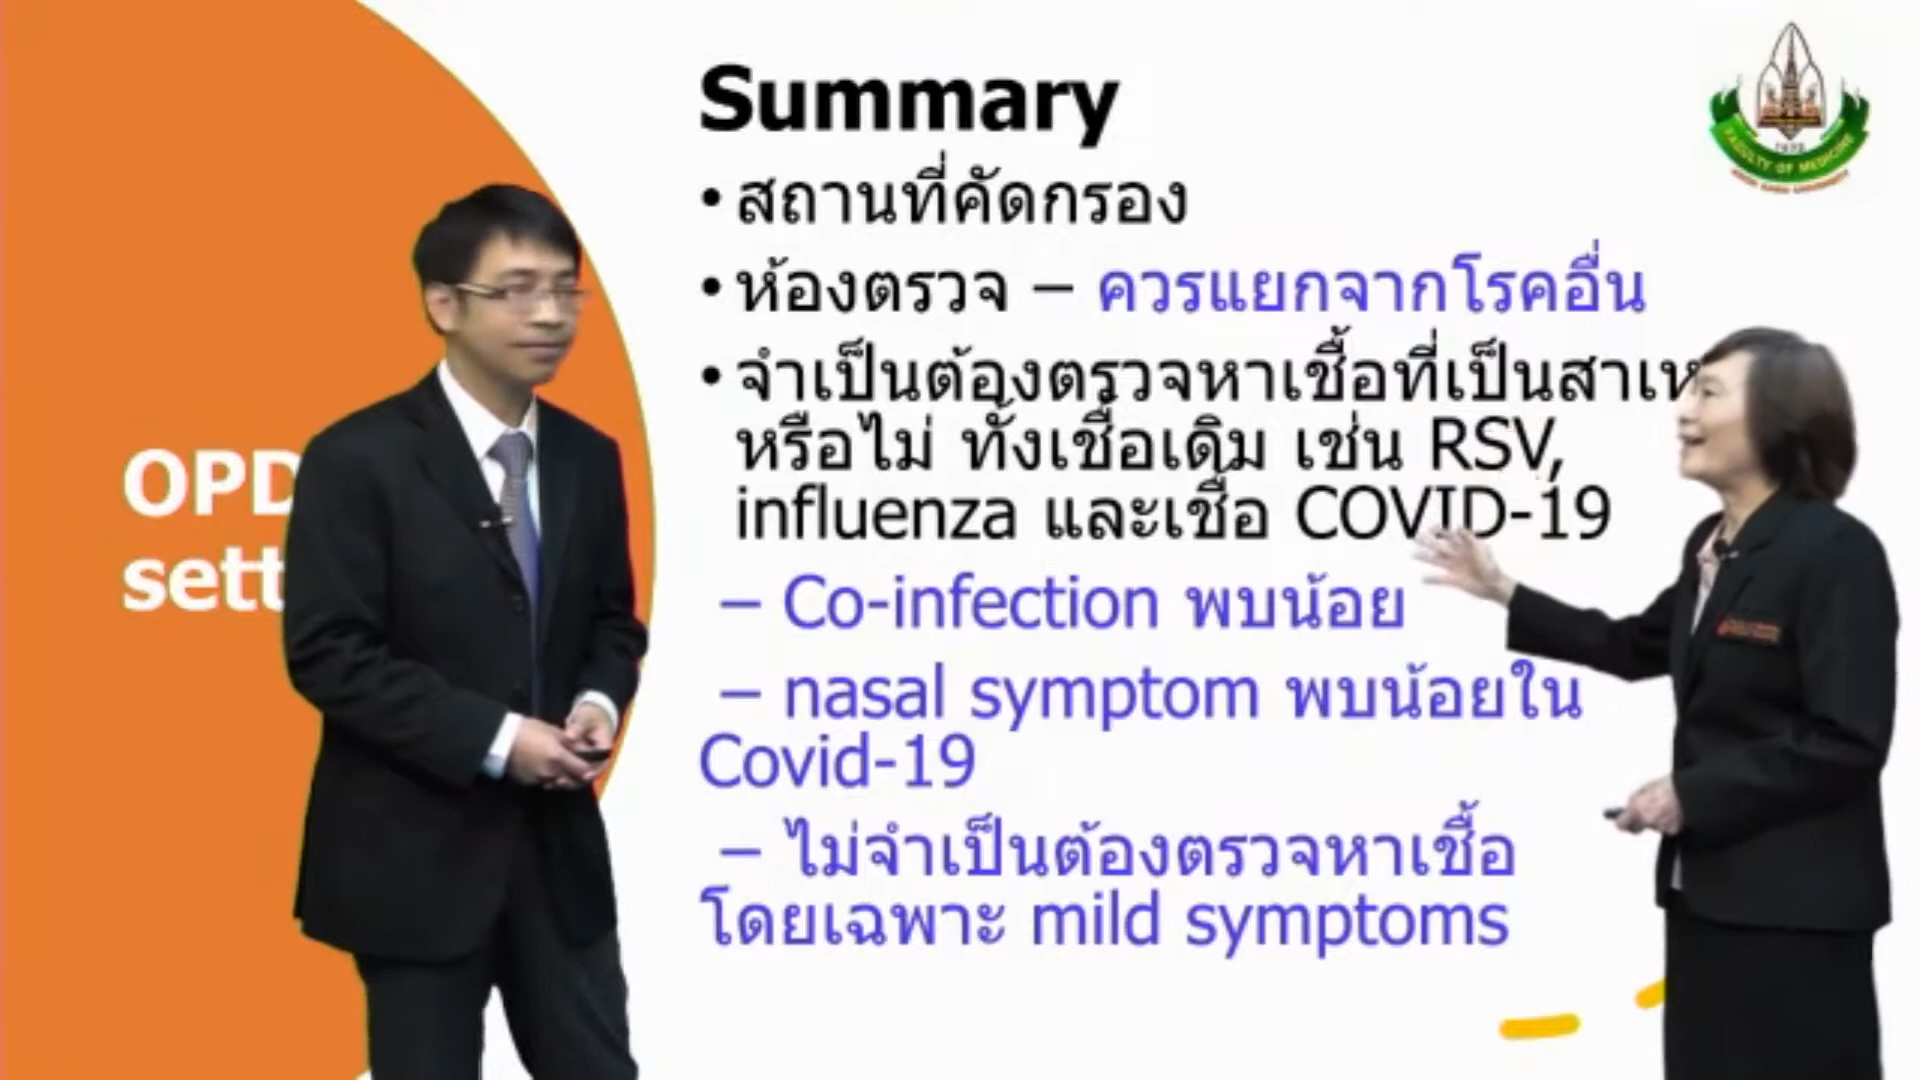 Summary
• สถานที่คัดกรอง
• ห้องตรวจ – ควรแยกจากโรคอื่น
• จำเป็นต้องตรวจหาเชื้อที่เป็นสาเห
หรือไม่ ทั้งเชื้อเดิม เช่น RSV,
influenza และเชื้อ COVID-19
– Co-infection พบน้อย
– nasal symptom พบน้อยใน
Covid-19
– ไม่จำเป็นต้องตรวจหาเชื้อ
โดยเฉพาะ mild symptoms
OPD
sett
FACULTY OF MEDICINE